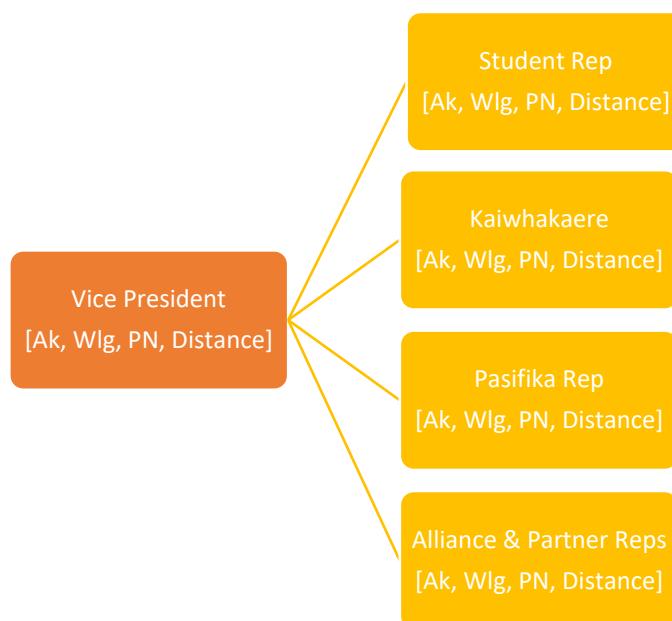 Student Rep
[Ak, Wlg, PN, Distance]
Kaiwhakaere
[Ak, Wlg, PN, Distance]
Vice President
[Ak, Wlg, PN, Distance]
Pasifika Rep
[Ak, Wlg, PN, Distance]
Alliance & Partner Reps
[Ak, Wlg, PN, Distance]